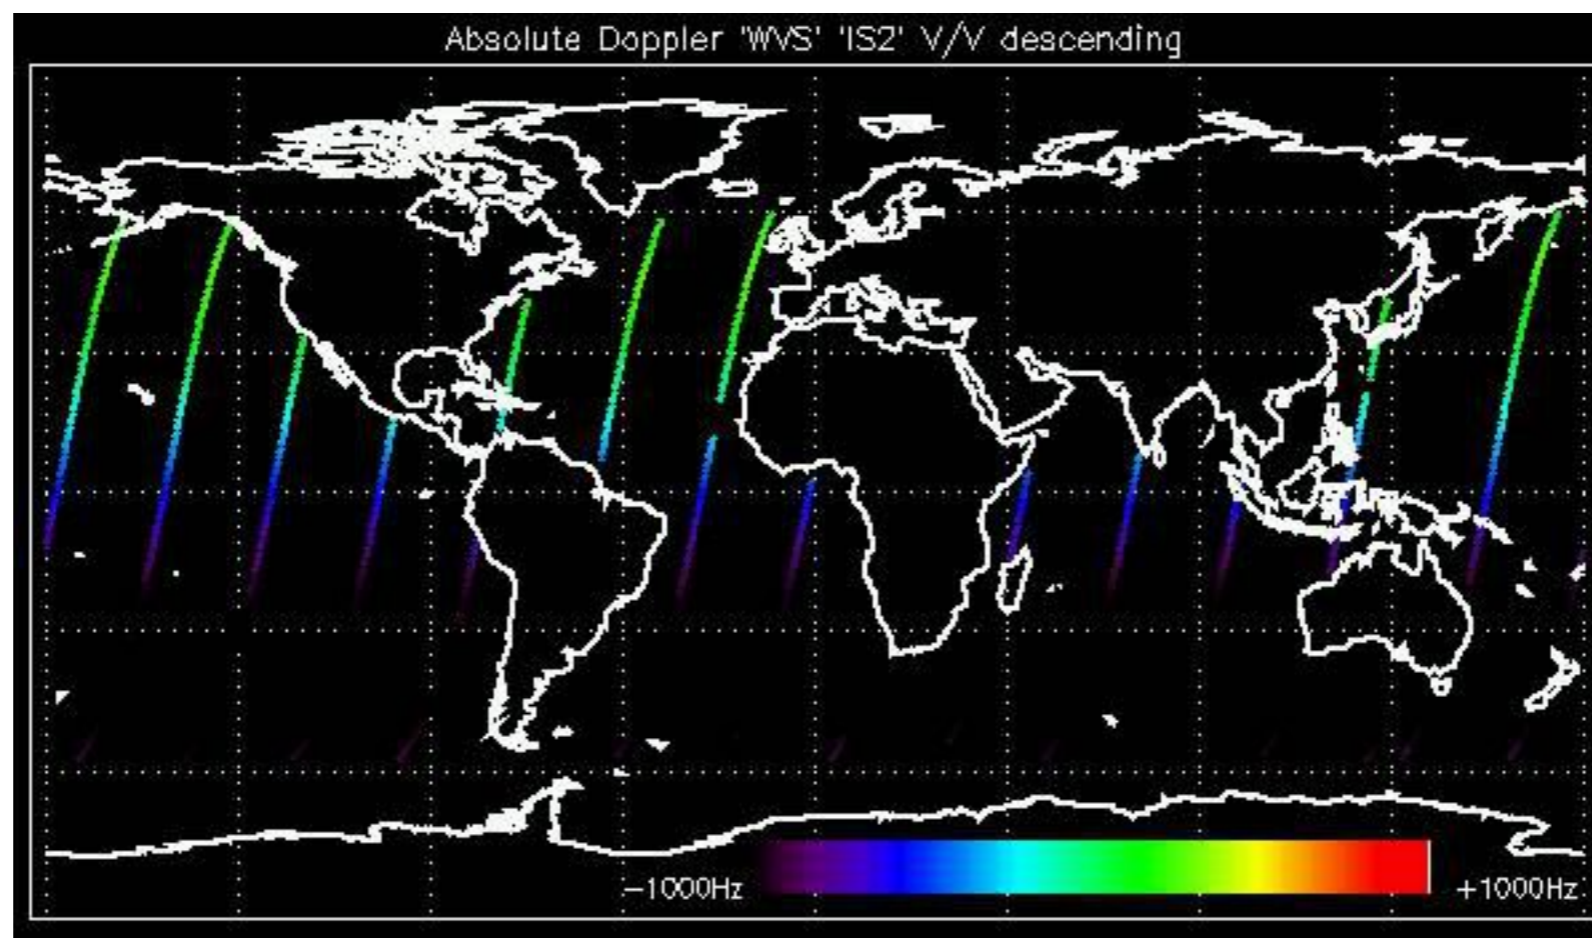 Absolute Doppler 'WVS' 'IS2' V/V descending
-1000Hz +1000Hz